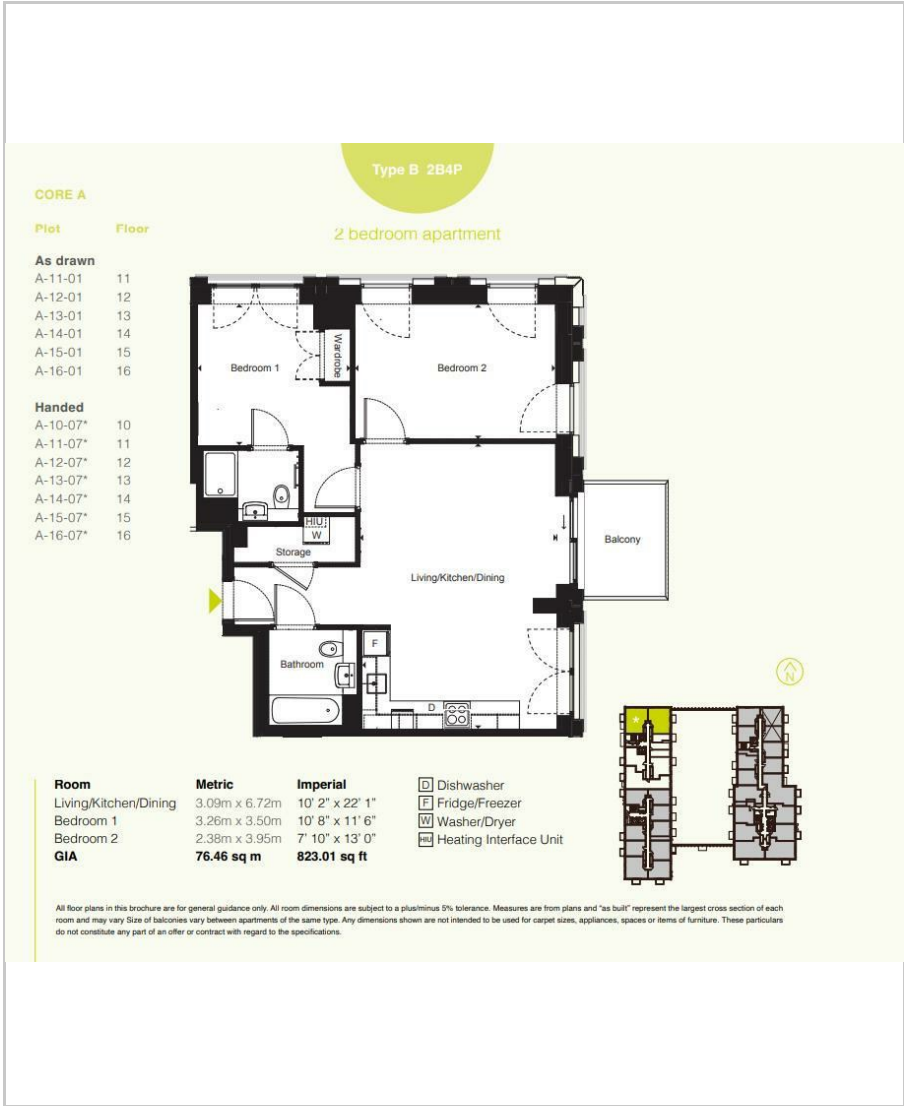 Type B 2B4P
CORE A
Plot Floor
2 bedroom apartment
As drawn
A-11-01 11
A-12-01 12
A-13-01 13
A-14-01 14
A-15-01 15
A-16-01 16
Handed
A-10-07* 10
A-11-07* 11
A-12-07* 12
A-13-07* 13
A-14-07* 14
A-15-07* 15
A-16-07* 16
Wardrobe
Bedroom 1
Bedroom 2
HIU
W
Storage
Balcony
Living/Kitchen/Dining
F
Bathroom
D
N
*
Room Metric Imperial
Living/Kitchen/Dining 3.09m x 6.72m 10' 2" x 22' 1"
Bedroom 1 3.26m x 3.50m 10' 8" x 11' 6"
Bedroom 2 2.38m x 3.95m 7' 10" x 13' 0"
GIA 76.46 sq m 823.01 sq ft
D Dishwasher
F Fridge/Freezer
W Washer/Dryer
HIU Heating Interface Unit
All floor plans in this brochure are for general guidance only. All room dimensions are subject to a plus/minus 5% tolerance. Measures are from plans and "as built" represent the largest cross section of each
room and may vary Size of balconies vary between apartments of the same type. Any dimensions shown are not intended to be used for carpet sizes, appliances, spaces or items of furniture. These particulars
do not constitute any part of an offer or contract with regard to the specifications.